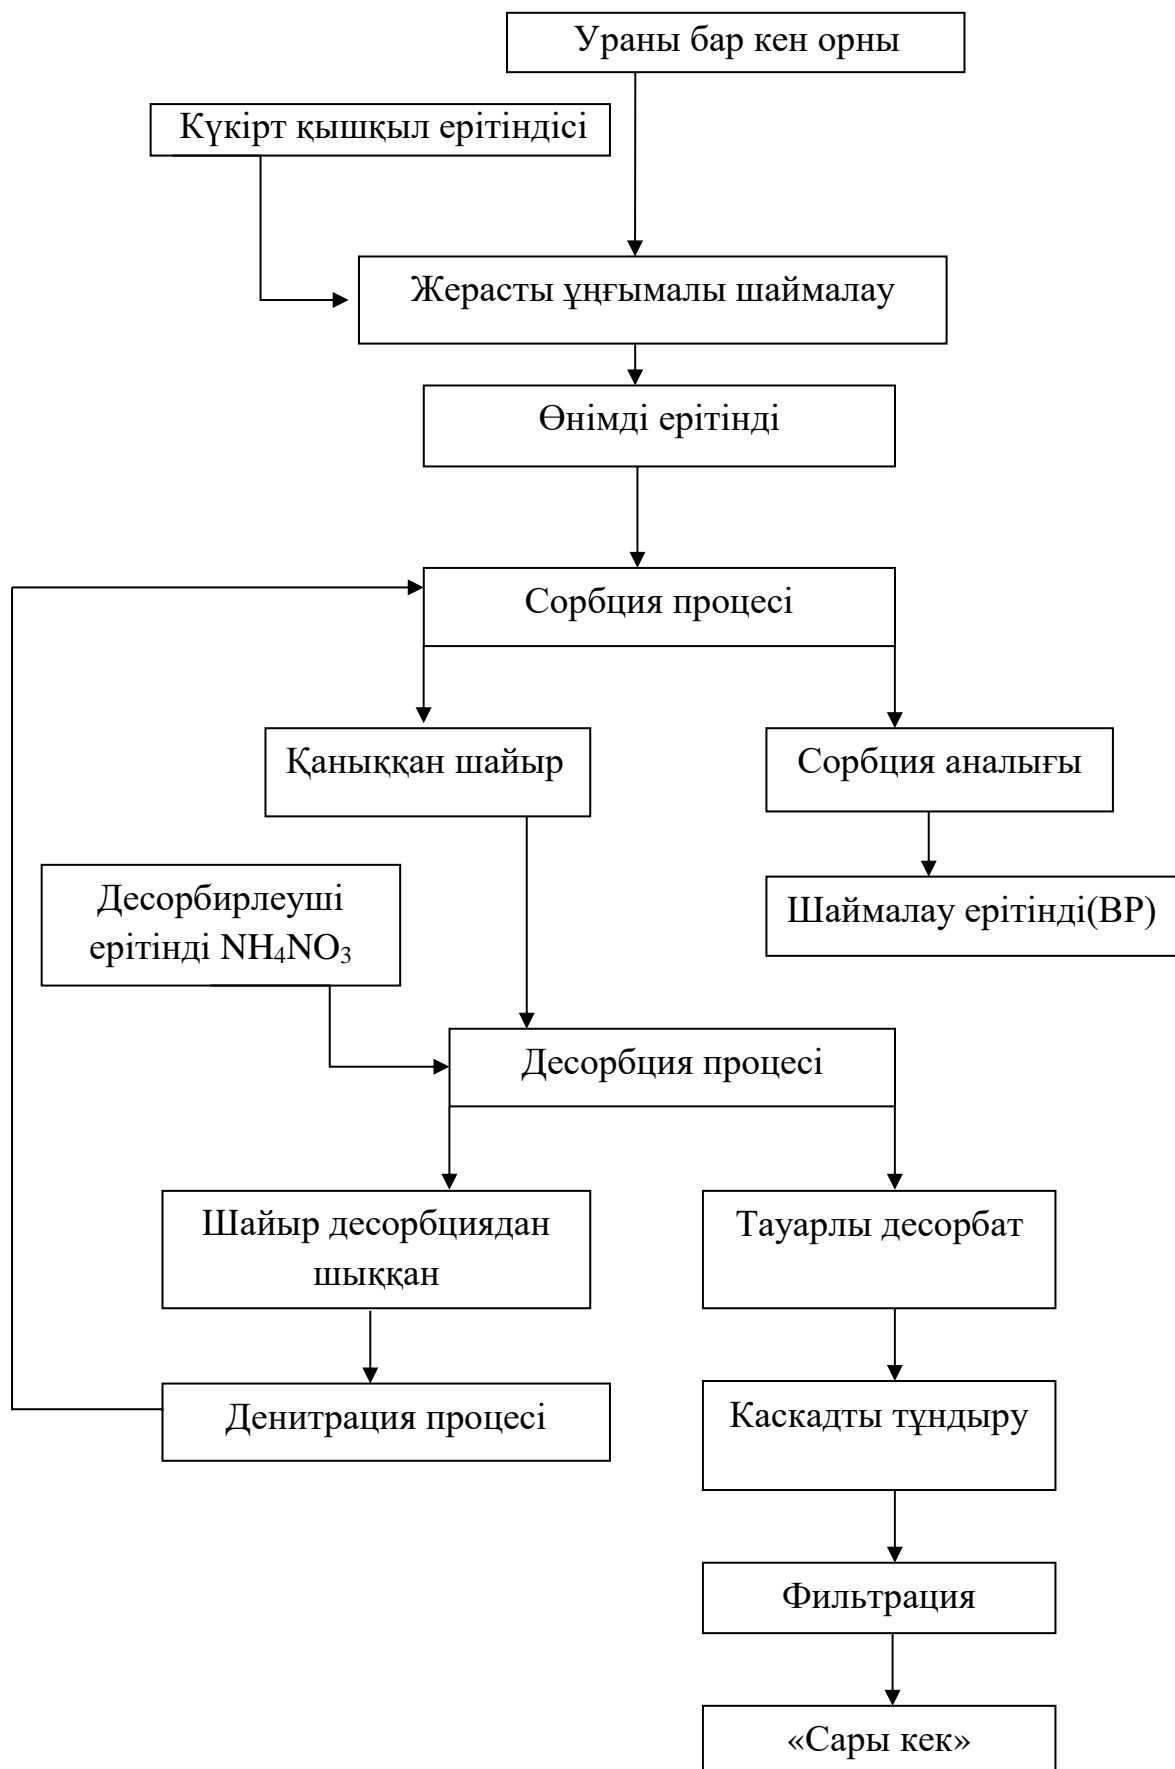 Ураны бар кен орны
Күкірт қышқыл ерітіндісі
Жерасты ұңғымалы шаймалау
Өнімді ерітінді
Сорбция процесі
Қаныққан шайыр
Сорбция аналығы
Десорбирлеуші
ерітінді NH₄NO₃
Шаймалау ерітінді(ВР)
Десорбция процесі
Шайыр десорбциядан
шыққан
Тауарлы десорбат
Денитрация процесі
Каскадты тұндыру
Фильтрация
«Сары кек»